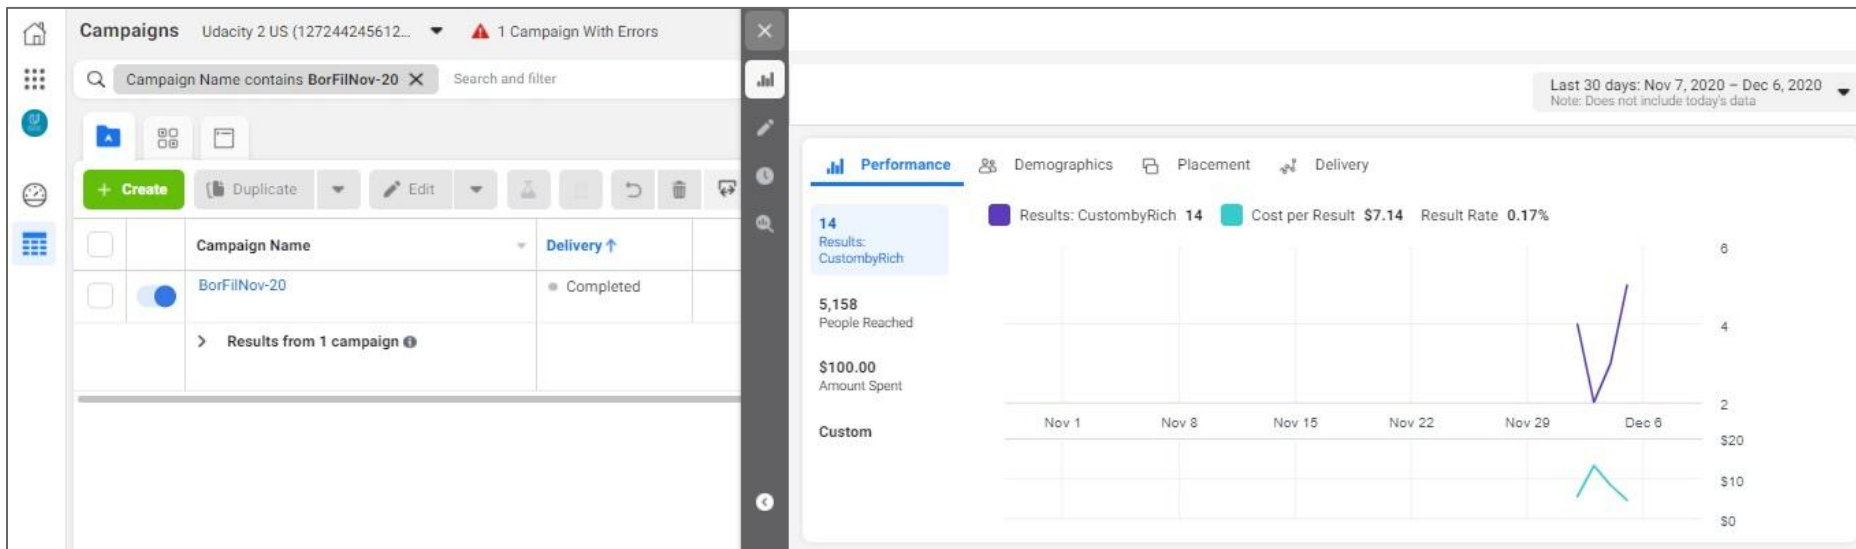 Campaigns Udacity 2 US (127244245612... 1 Campaign With Errors
Campaign Name contains BorFilNov-20 Search and filter
+ Create Duplicate Edit
Campaign Name Delivery ↑
BorFilNov-20 Completed
Results from 1 campaign
Last 30 days: Nov 7, 2020 – Dec 6, 2020
Note: Does not include today's data
Performance Demographics Placement Delivery
14
Results:
CustombyRich
5,158
People Reached
$100.00
Amount Spent
Custom
Results: CustombyRich 14 Cost per Result $7.14 Result Rate 0.17%
6
4
2
Nov 1 Nov 8 Nov 15 Nov 22 Nov 29 Dec 6
$20
$10
$0